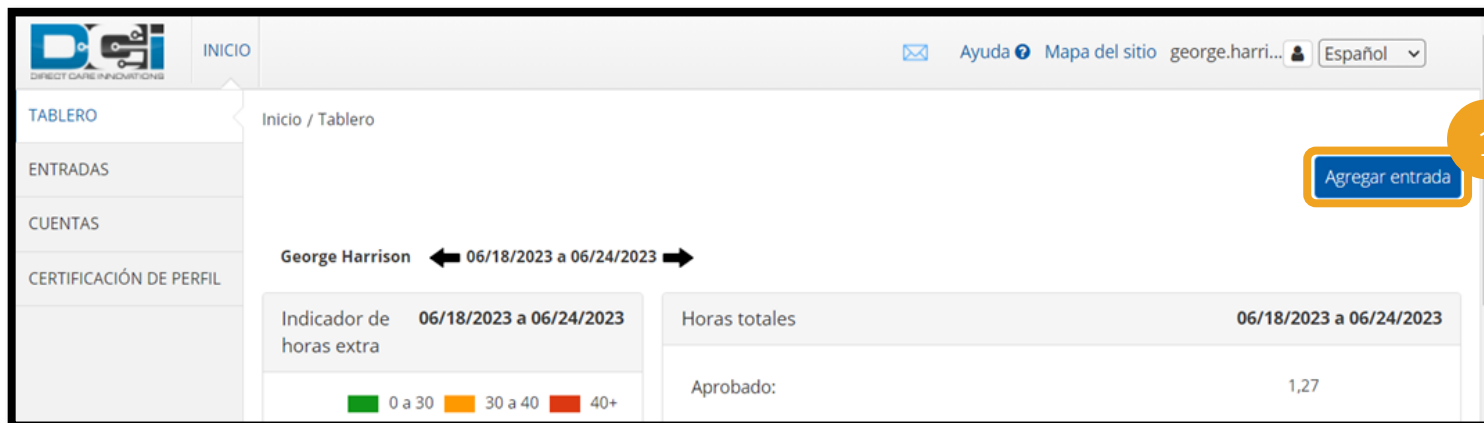 DCI
DIRECT CARE INNOVATIONS
INICIO
Ayuda Mapa del sitio george.harri... Español
TABLERO
ENTRADAS
CUENTAS
CERTIFICACIÓN DE PERFIL
Inicio / Tablero
Agregar entrada
George Harrison 06/18/2023 a 06/24/2023
Indicador de horas extra 06/18/2023 a 06/24/2023
0 a 30 30 a 40 40+
Horas totales 06/18/2023 a 06/24/2023
Aprobado: 1,27